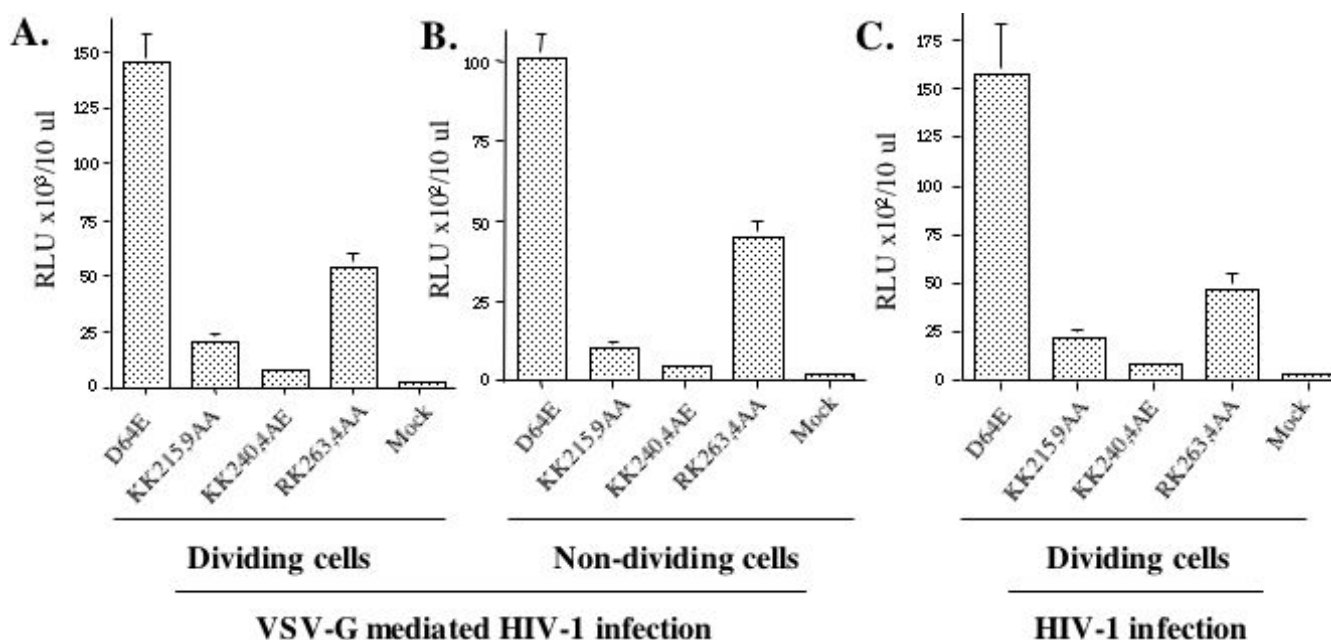 A.
RLU x10³/10 ul
150
125
100
75
50
25
0
D64E
KK215,9AA
KK240,4AE
RK263,4AA
Mock
Dividing cells
B.
RLU x10²/10 ul
100
75
50
25
0
D64E
KK215,9AA
KK240,4AE
RK263,4AA
Mock
Non-dividing cells
VSV-G mediated HIV-1 infection
C.
RLU x10²/10 ul
175
150
125
100
75
50
25
0
D64E
KK215,9AA
KK240,4AE
RK263,4AA
Mock
Dividing cells
HIV-1 infection